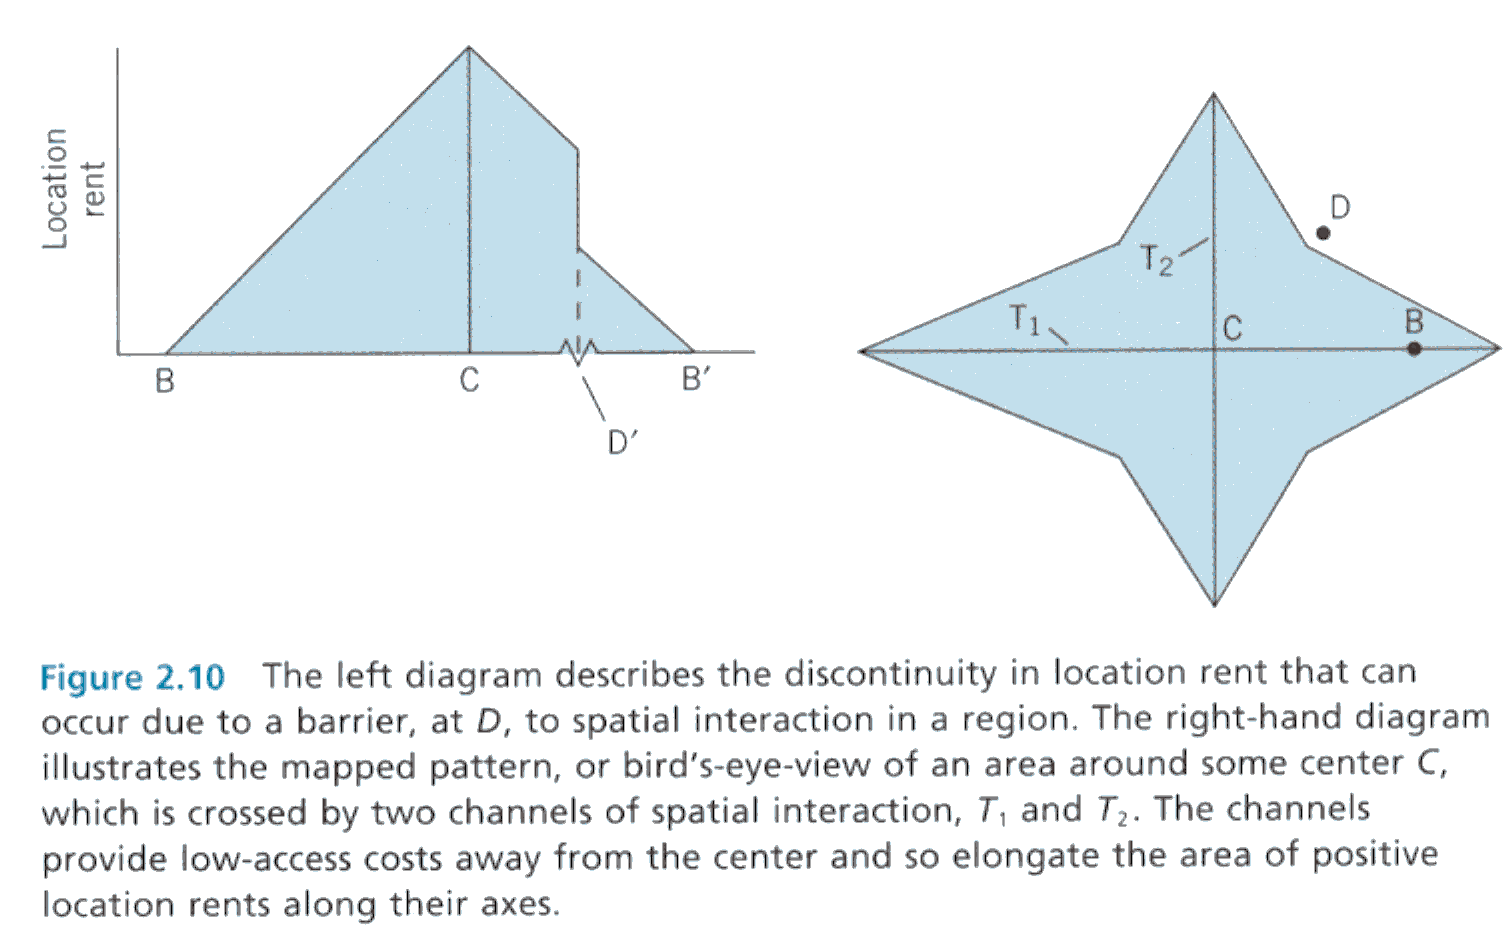 Location
rent
B
C
B′
D′
D
T₂
T₁
C
B
Figure 2.10 The left diagram describes the discontinuity in location rent that can
occur due to a barrier, at D, to spatial interaction in a region. The right-hand diagram
illustrates the mapped pattern, or bird's-eye-view of an area around some center C,
which is crossed by two channels of spatial interaction, T₁ and T₂. The channels
provide low-access costs away from the center and so elongate the area of positive
location rents along their axes.